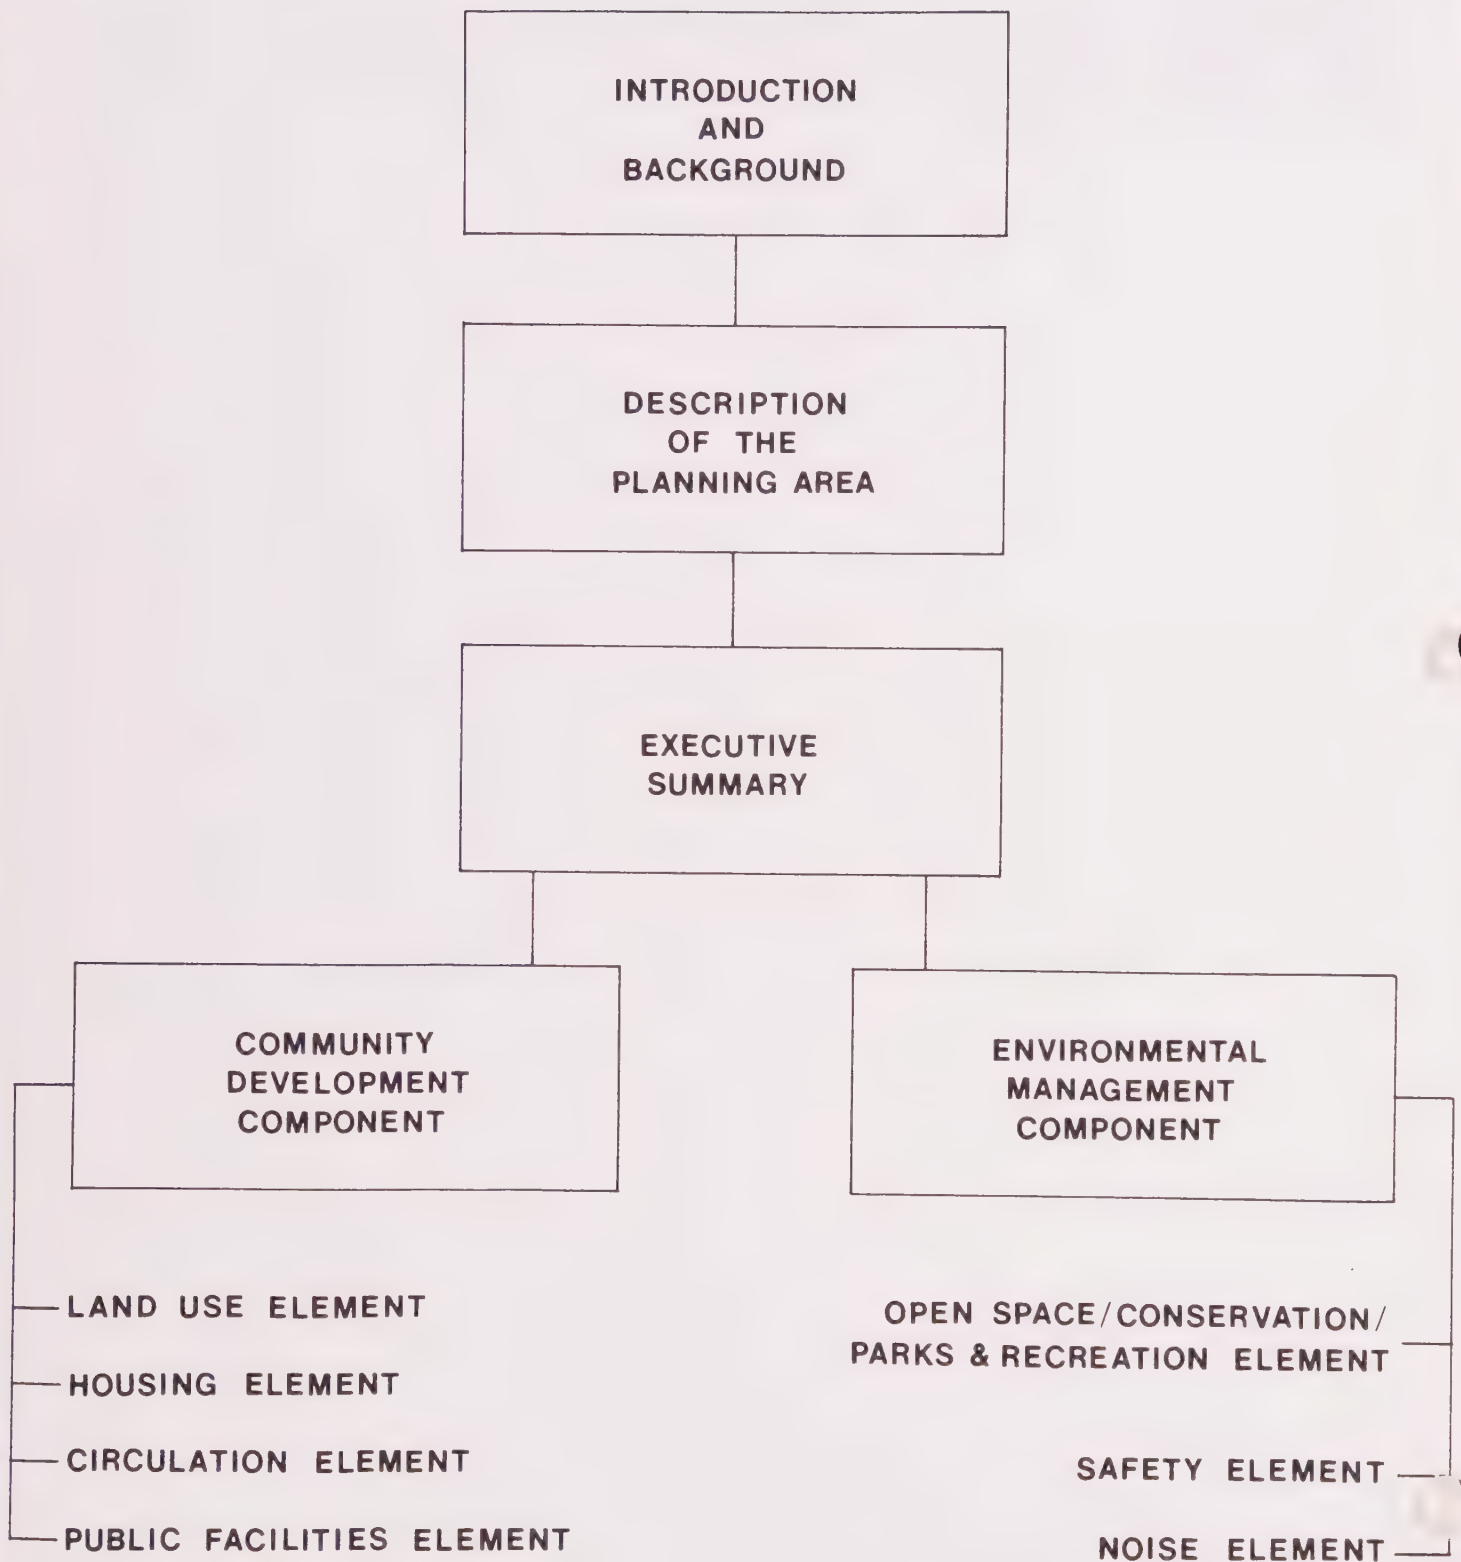 INTRODUCTION
AND
BACKGROUND
DESCRIPTION
OF THE
PLANNING AREA
EXECUTIVE
SUMMARY
COMMUNITY
DEVELOPMENT
COMPONENT
ENVIRONMENTAL
MANAGEMENT
COMPONENT
LAND USE ELEMENT
HOUSING ELEMENT
CIRCULATION ELEMENT
PUBLIC FACILITIES ELEMENT
OPEN SPACE/CONSERVATION/
PARKS & RECREATION ELEMENT
SAFETY ELEMENT
NOISE ELEMENT